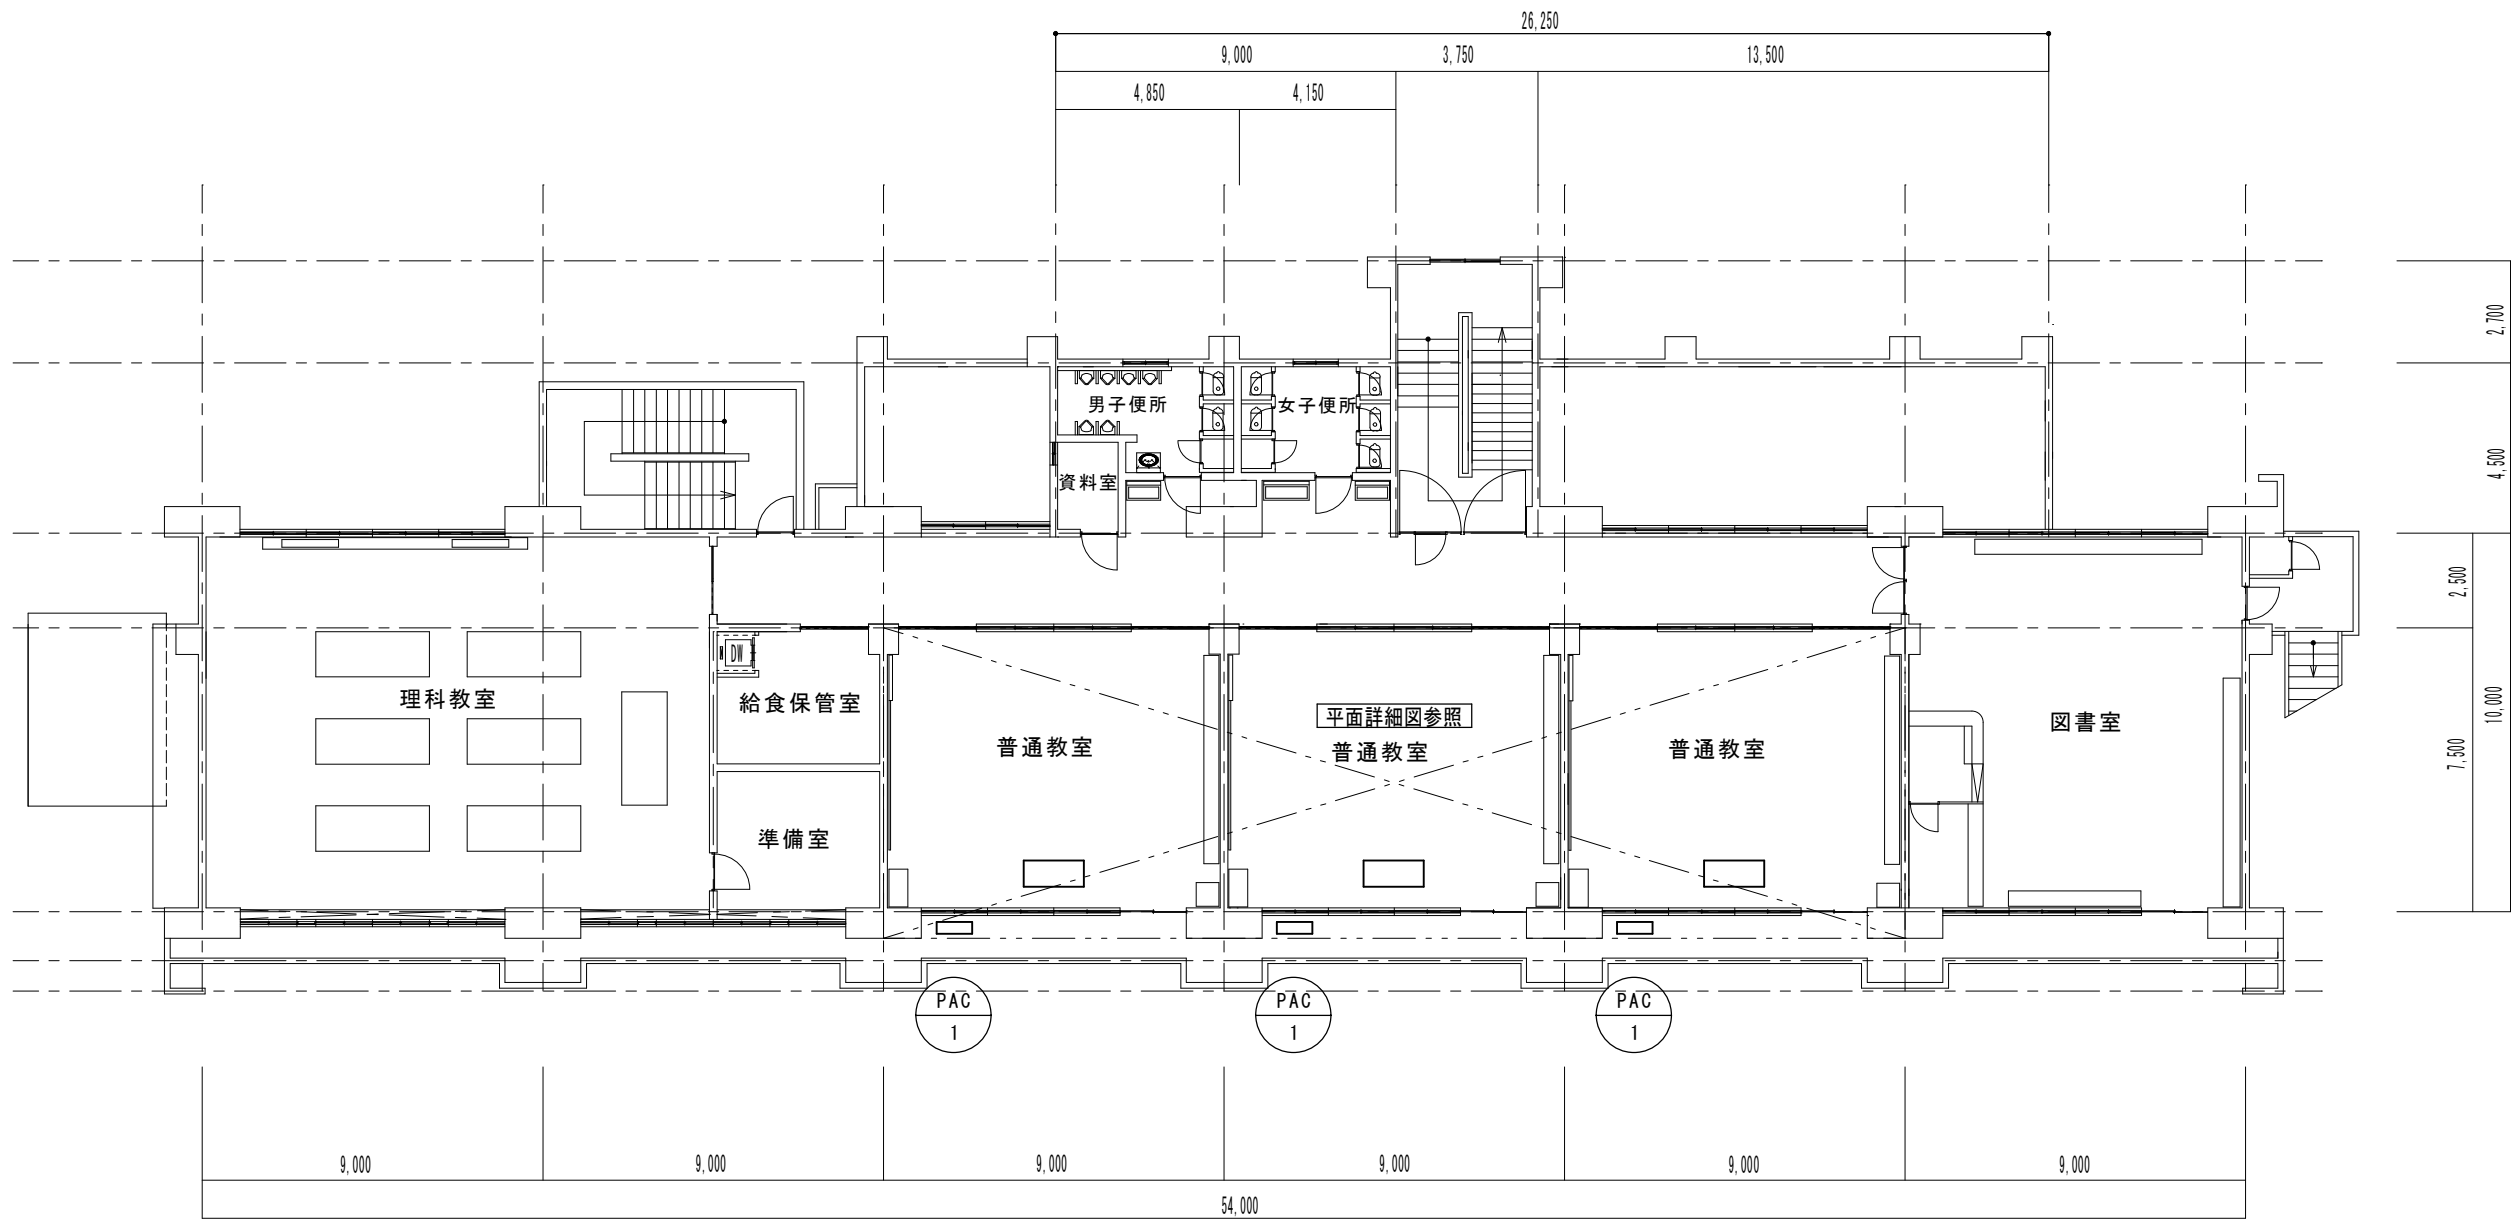 26,250
9,000 3,750 13,500
4,850 4,150
2,700
男子便所 女子便所
4,500
資料室
2,500
DW
理科教室 給食保管室
平面詳細図参照
図書室
10,000
普通教室 普通教室 普通教室
7,500
準備室
PAC PAC PAC
1 1 1
9,000 9,000 9,000 9,000 9,000 9,000
54,000